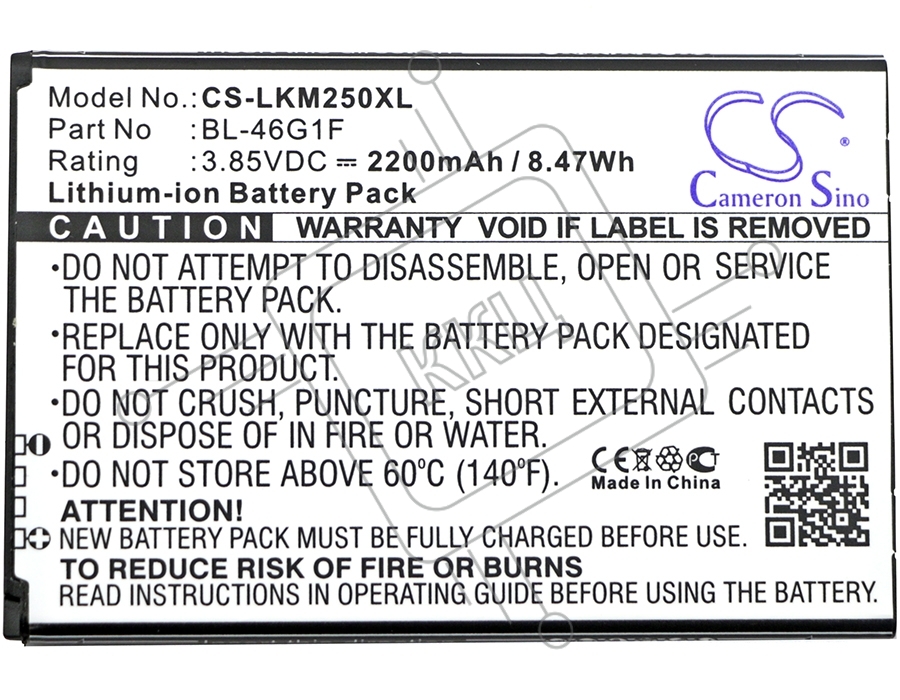 Model No.: CS-LKM250XL
Part No : BL-46G1F
Rating : 3.85VDC ⎓ 2200mAh / 8.47Wh
Lithium-ion Battery Pack
Cameron Sino
®
CAUTION WARRANTY VOID IF LABEL IS REMOVED
•DO NOT ATTEMPT TO DISASSEMBLE, OPEN OR SERVICE
THE BATTERY PACK.
•REPLACE ONLY WITH THE BATTERY PACK DESIGNATED
FOR THIS PRODUCT.
•DO NOT CRUSH, PUNCTURE, SHORT EXTERNAL CONTACTS
OR DISPOSE OF IN FIRE OR WATER.
•DO NOT STORE ABOVE 60°C (140°F).
CE PCT
Made In China
ATTENTION!
NEW BATTERY PACK MUST BE FULLY CHARGED BEFORE USE.
TO REDUCE RISK OF FIRE OR BURNS
READ INSTRUCTIONS IN OPERATING GUIDE BEFORE USING BATTERY.
ККЦ